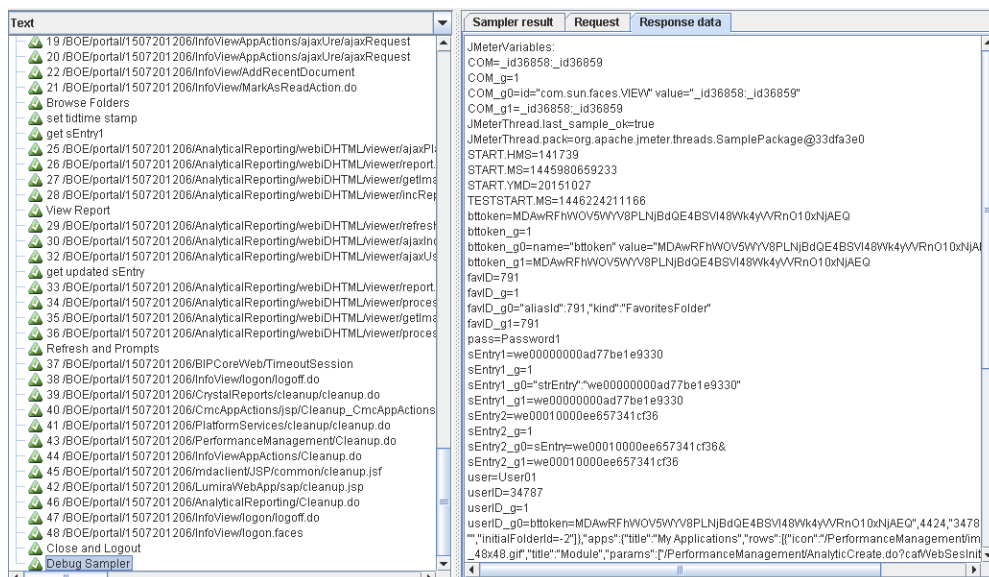 Text
19 /BOE/portal/1507201206/InfoViewAppActions/ajaxUre/ajaxRequest
20 /BOE/portal/1507201206/InfoViewAppActions/ajaxUre/ajaxRequest
22 /BOE/portal/1507201206/InfoView/AddRecentDocument
21 /BOE/portal/1507201206/InfoView/MarkAsReadAction.do
Browse Folders
set tidtime stamp
get sEntry1
25 /BOE/portal/1507201206/AnalyticalReporting/webiDHTML/viewer/ajaxPl
26 /BOE/portal/1507201206/AnalyticalReporting/webiDHTML/viewer/report.
27 /BOE/portal/1507201206/AnalyticalReporting/webiDHTML/viewer/getIma
28 /BOE/portal/1507201206/AnalyticalReporting/webiDHTML/viewer/incRep
View Report
29 /BOE/portal/1507201206/AnalyticalReporting/webiDHTML/viewer/refresh
30 /BOE/portal/1507201206/AnalyticalReporting/webiDHTML/viewer/ajaxInc
32 /BOE/portal/1507201206/AnalyticalReporting/webiDHTML/viewer/ajaxUs
get updated sEntry
33 /BOE/portal/1507201206/AnalyticalReporting/webiDHTML/viewer/report.
34 /BOE/portal/1507201206/AnalyticalReporting/webiDHTML/viewer/proces
35 /BOE/portal/1507201206/AnalyticalReporting/webiDHTML/viewer/getIma
36 /BOE/portal/1507201206/AnalyticalReporting/webiDHTML/viewer/proces
Refresh and Prompts
37 /BOE/portal/1507201206/BIPCoreWeb/TimeoutSession
38 /BOE/portal/1507201206/InfoView/logon/logoff.do
39 /BOE/portal/1507201206/CrystalReports/cleanup/cleanup.do
40 /BOE/portal/1507201206/CmcAppActions/jsp/Cleanup_CmcAppActions
41 /BOE/portal/1507201206/PlatformServices/cleanup/Cleanup.do
43 /BOE/portal/1507201206/PerformanceManagement/Cleanup.do
44 /BOE/portal/1507201206/InfoViewAppActions/Cleanup.do
45 /BOE/portal/1507201206/mdaclient/JSP/common/cleanup.jsf
42 /BOE/portal/1507201206/LumiraWebApp/sap/cleanup.jsp
46 /BOE/portal/1507201206/AnalyticalReporting/Cleanup.do
47 /BOE/portal/1507201206/InfoView/logon/logoff.do
48 /BOE/portal/1507201206/InfoView/logon.faces
Close and Logout
Debug Sampler
Sampler result
Request
Response data
JMeterVariables:
COM=_id36858:_id36859
COM_g=1
COM_g0=id="com.sun.faces.VIEW" value="_id36858:_id36859"
COM_g1=_id36858:_id36859
JMeterThread.last_sample_ok=true
JMeterThread.pack=org.apache.jmeter.threads.SamplePackage@33dfa3e0
START.HMS=141739
START.MS=1445980659233
START.YMD=20151027
TESTSTART.MS=1446224211166
bttoken=MDAwRFhWOV5WYV8PLNjBdQE4BSVI48Wk4yVVRnO10xNjAEQ
bttoken_g=1
bttoken_g0=name="bttoken" value="MDAwRFhWOV5WYV8PLNjBdQE4BSVI48Wk4yVVRnO10xNjAI
bttoken_g1=MDAwRFhWOV5WYV8PLNjBdQE4BSVI48Wk4yVVRnO10xNjAEQ
favID=791
favID_g=1
favID_g0="aliasId":791,"kind":"FavoritesFolder"
favID_g1=791
pass=Password1
sEntry1=we00000000ad77be1e9330
sEntry1_g=1
sEntry1_g0="strEntry":"we00000000ad77be1e9330"
sEntry1_g1=we00000000ad77be1e9330
sEntry2=we00010000ee657341cf36
sEntry2_g=1
sEntry2_g0=sEntry=we00010000ee657341cf36&
sEntry2_g1=we00010000ee657341cf36
user=User01
userID=34787
userID_g=1
userID_g0=bttoken=MDAwRFhWOV5WYV8PLNjBdQE4BSVI48Wk4yVVRnO10xNjAEQ",4424,"3478
"","initialFolderId=-2"]},"apps":{"title":"My Applications","rows":[{"icon":"/PerformanceManagement/im
_48x48.gif","title":"Module","params":["/PerformanceManagement/AnalyticCreate.do?cafWebSesInit